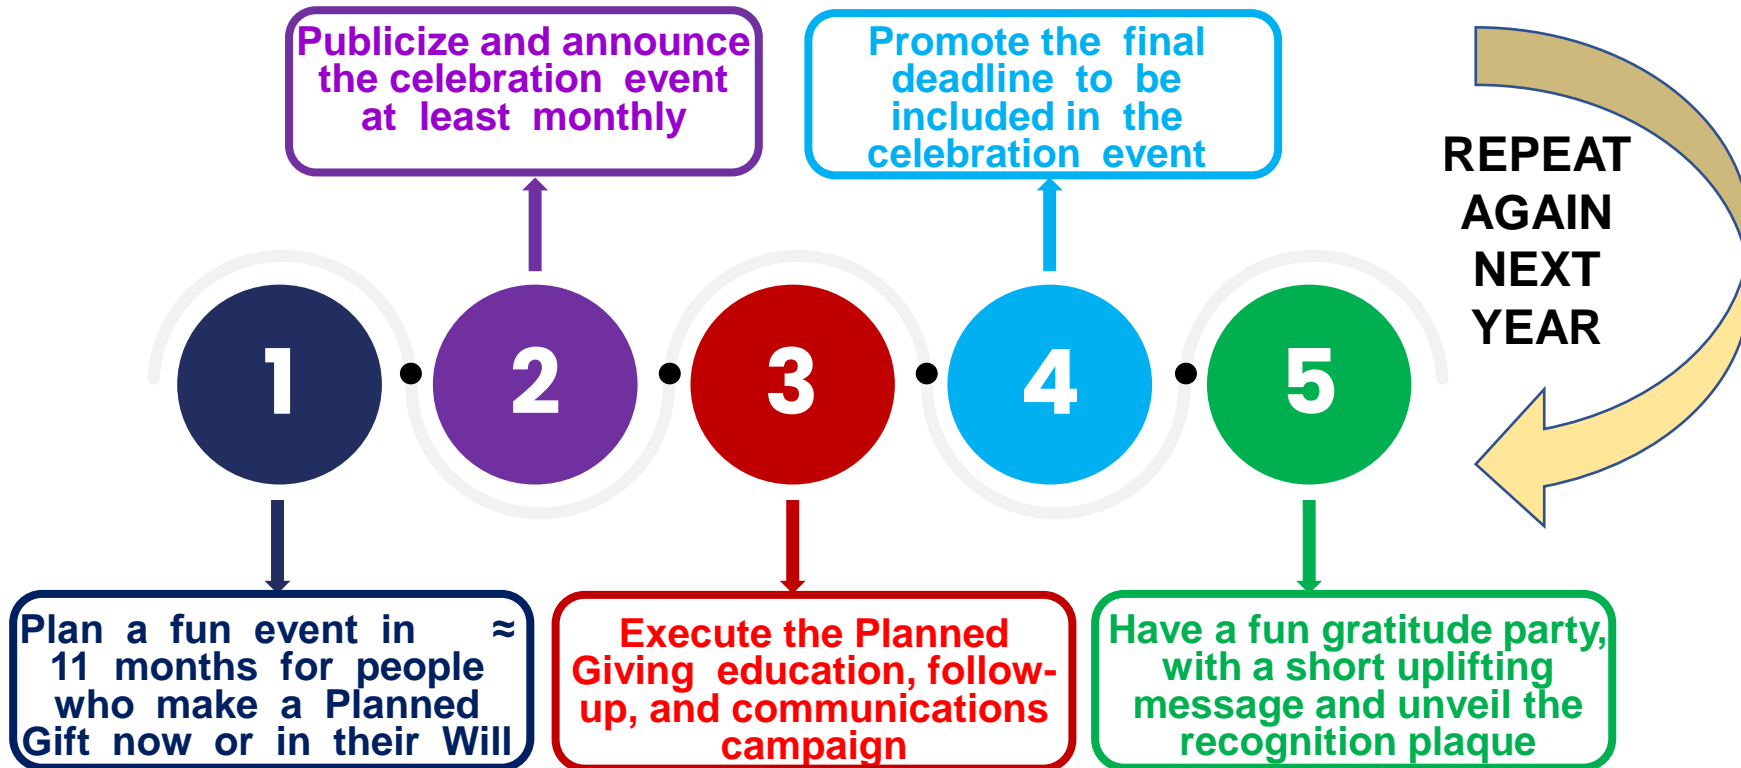 Publicize and announce
the celebration event
at least monthly
Promote the final
deadline to be
included in the
celebration event
REPEAT
AGAIN
NEXT
YEAR
1
2
3
4
5
Plan a fun event in ≈
11 months for people
who make a Planned
Gift now or in their Will
Execute the Planned
Giving education, follow-
up, and communications
campaign
Have a fun gratitude party,
with a short uplifting
message and unveil the
recognition plaque